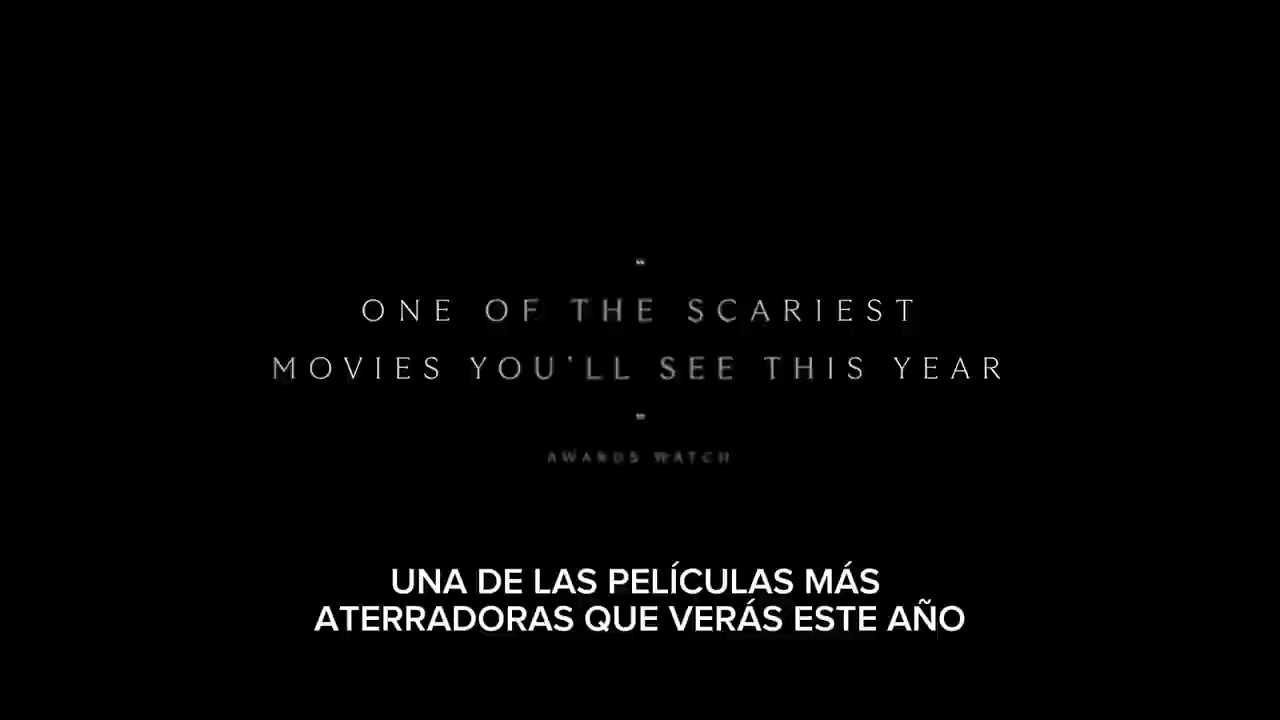 “
ONE OF THE SCARIEST
MOVIES YOU'LL SEE THIS YEAR
”
AWARDS WATCH
UNA DE LAS PELÍCULAS MÁS
ATERRADORAS QUE VERÁS ESTE AÑO